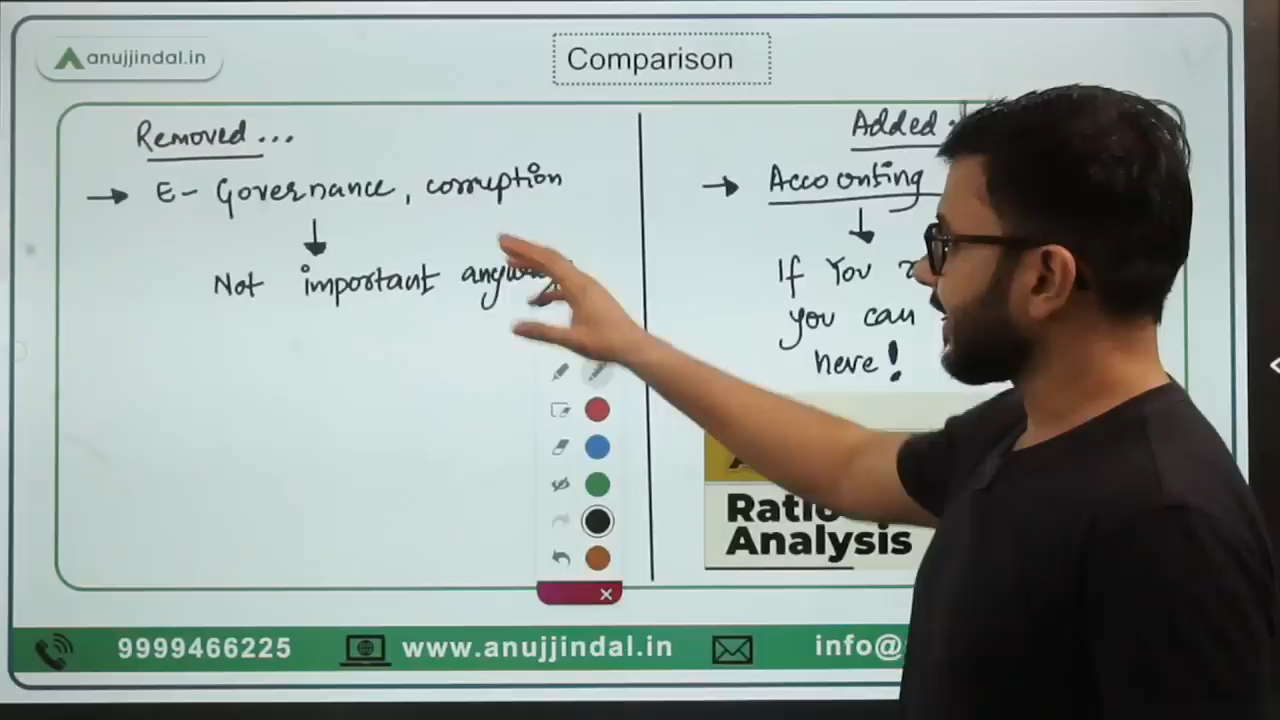 anujjindal.in
Comparison
Removed...
→ E-Governance, corruption
↓
Not important anyways
Added
→ Accounting
↓
If You
you can
here!
Ratio
Analysis
9999466225
www.anujjindal.in
info@